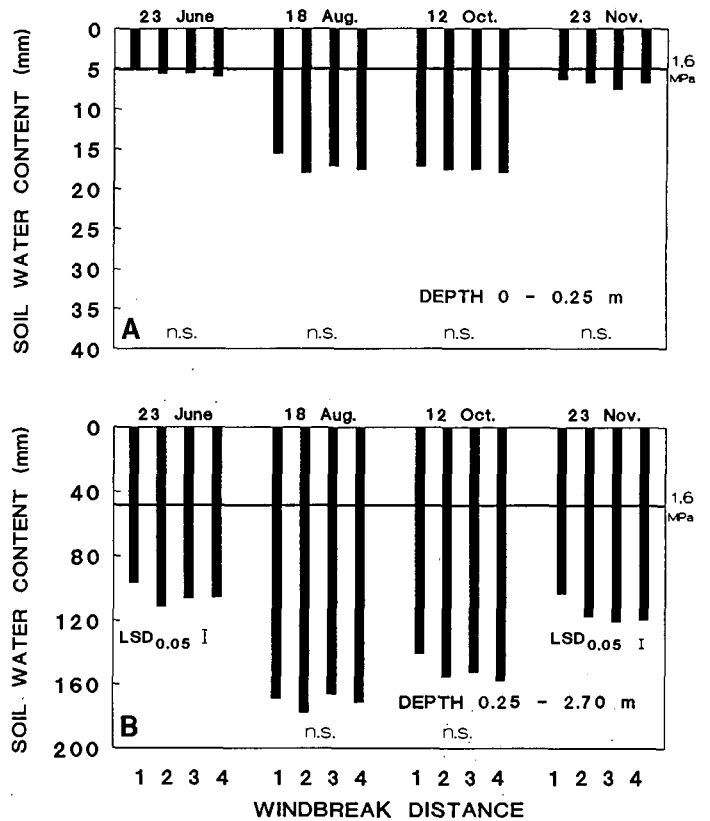 23 June 18 Aug. 12 Oct. 23 Nov.
0
5
10
15
20
25
30
35
40
SOIL WATER CONTENT (mm)
1.6
MPa
DEPTH 0 - 0.25 m
A
n.s. n.s. n.s. n.s.
23 June 18 Aug. 12 Oct. 23 Nov.
0
40
80
120
160
200
SOIL WATER CONTENT (mm)
1.6
MPa
LSD0.05 LSD0.05
DEPTH 0.25 - 2.70 m
B
n.s. n.s.
1 2 3 4 1 2 3 4 1 2 3 4 1 2 3 4
WINDBREAK DISTANCE